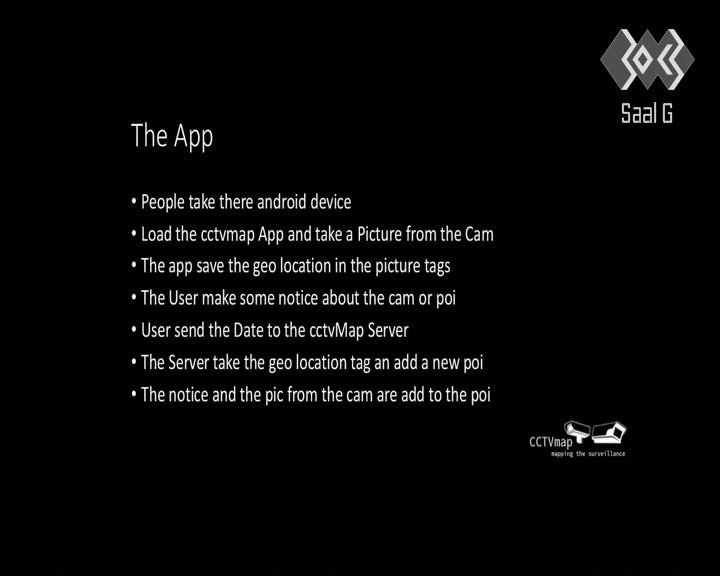 Saal G
The App
• People take there android device
• Load the cctvmap App and take a Picture from the Cam
• The app save the geo location in the picture tags
• The User make some notice about the cam or poi
• User send the Date to the cctvMap Server
• The Server take the geo location tag an add a new poi
• The notice and the pic from the cam are add to the poi
CCTVmap
mapping the surveillance